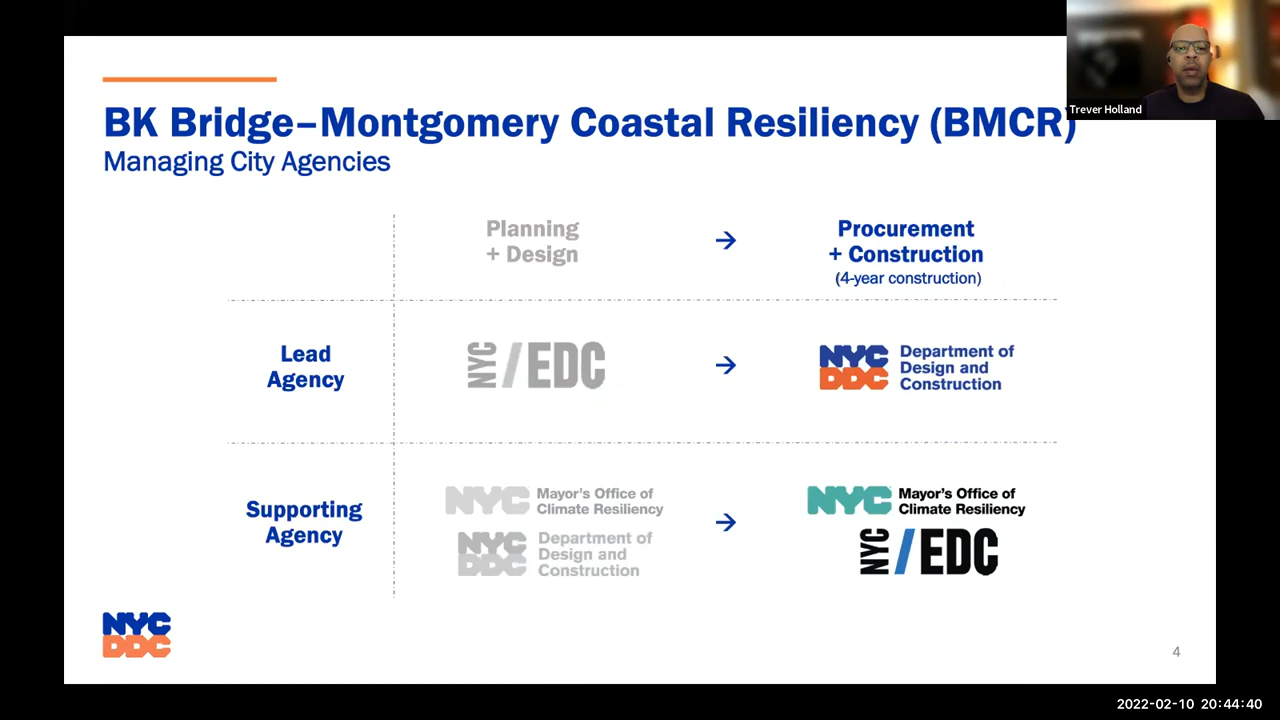 Trever Holland
BK Bridge–Montgomery Coastal Resiliency (BMCR)
Managing City Agencies
Planning
+ Design
→
Procurement
+ Construction
(4-year construction)
Lead
Agency
NYC / EDC
→
NYC
DDC
Department of
Design and
Construction
Supporting
Agency
NYC
Mayor's Office of
Climate Resiliency
NYC
DDC
Department of
Design and
Construction
→
NYC
Mayor's Office of
Climate Resiliency
NYC / EDC
NYC
DDC
4
2022-02-10 20:44:40